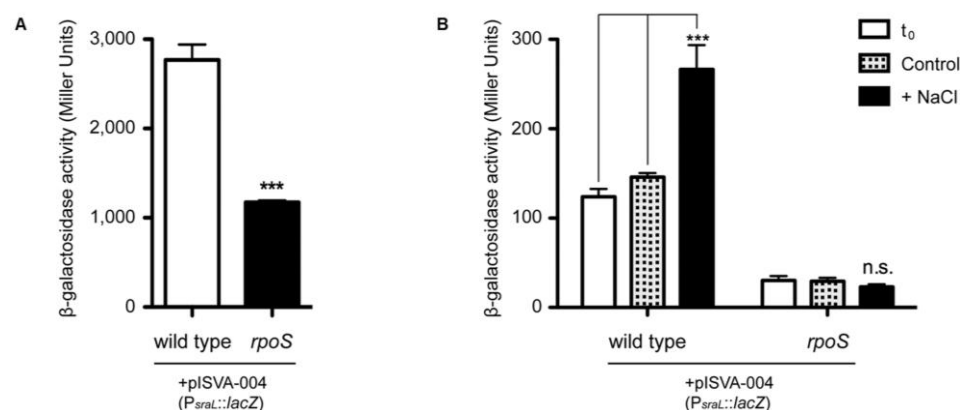 A
β-galactosidase activity (Miller Units)
3,000
2,000
1,000
0
***
wild type rpoS
+pISVA-004
(PsraL::lacZ)
B
β-galactosidase activity (Miller Units)
300
200
100
0
***
n.s.
t0
Control
+ NaCl
wild type rpoS
+pISVA-004
(PsraL::lacZ)